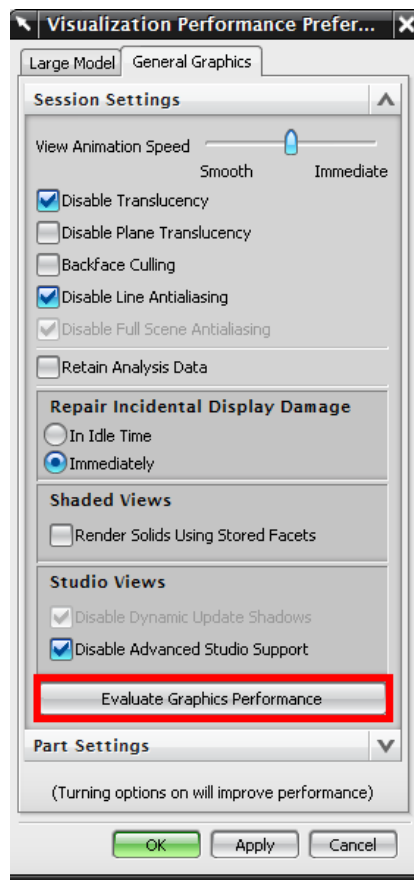 Visualization Performance Prefer...
Large Model General Graphics
Session Settings
View Animation Speed
Smooth Immediate
Disable Translucency
Disable Plane Translucency
Backface Culling
Disable Line Antialiasing
Disable Full Scene Antialiasing
Retain Analysis Data
Repair Incidental Display Damage
In Idle Time
Immediately
Shaded Views
Render Solids Using Stored Facets
Studio Views
Disable Dynamic Update Shadows
Disable Advanced Studio Support
Evaluate Graphics Performance
Part Settings
(Turning options on will improve performance)
OK Apply Cancel